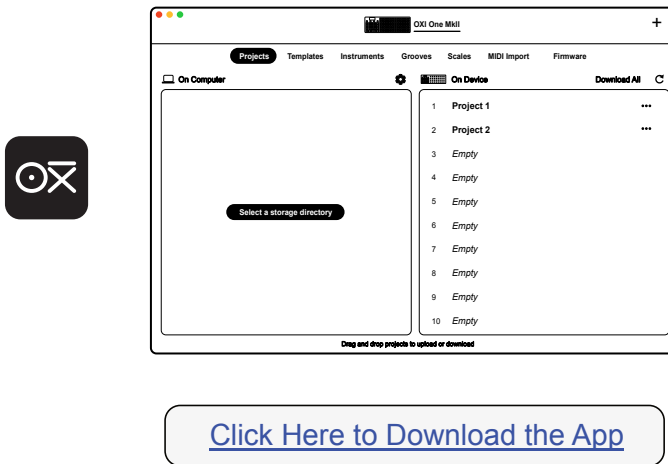 OXI One MkII
+
Projects Templates Instruments Grooves Scales MIDI Import Firmware
On Computer
On Device Download All
1 Project 1 •••
2 Project 2 •••
3 Empty
4 Empty
5 Empty
6 Empty
7 Empty
8 Empty
9 Empty
10 Empty
Select a storage directory
Drag and drop projects to upload or download
OX
Click Here to Download the App